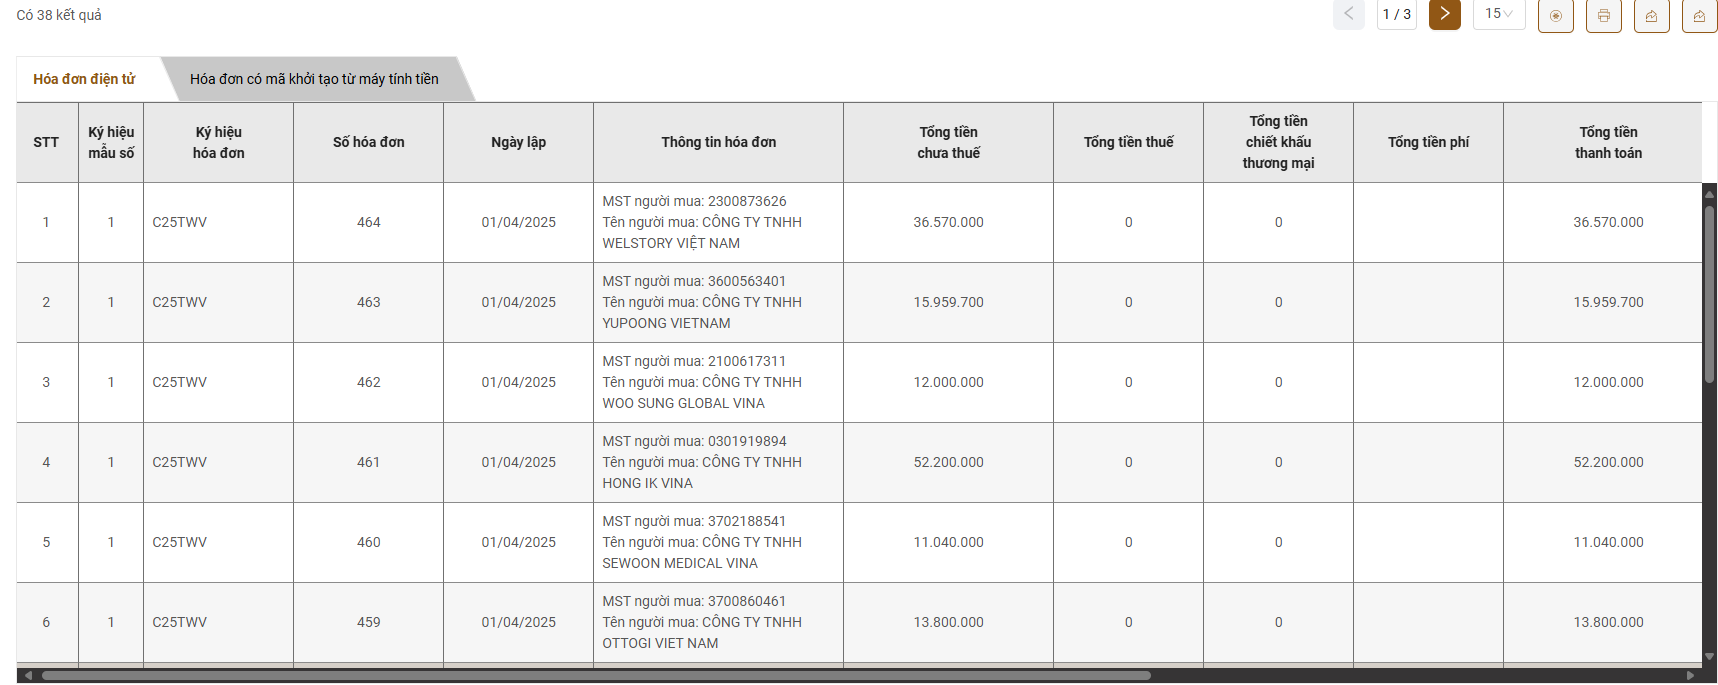 Có 38 kết quả
1 / 3
15
Hóa đơn điện tử
Hóa đơn có mã khởi tạo từ máy tính tiền
STT
Ký hiệu
mẫu số
Ký hiệu
hóa đơn
Số hóa đơn
Ngày lập
Thông tin hóa đơn
Tổng tiền
chưa thuế
Tổng tiền thuế
Tổng tiền
chiết khấu
thương mại
Tổng tiền phí
Tổng tiền
thanh toán
1
1
C25TWV
464
01/04/2025
MST người mua: 2300873626
Tên người mua: CÔNG TY TNHH
WELSTORY VIỆT NAM
36.570.000
0
0
36.570.000
2
1
C25TWV
463
01/04/2025
MST người mua: 3600563401
Tên người mua: CÔNG TY TNHH
YUPOONG VIETNAM
15.959.700
0
0
15.959.700
3
1
C25TWV
462
01/04/2025
MST người mua: 2100617311
Tên người mua: CÔNG TY TNHH
WOO SUNG GLOBAL VINA
12.000.000
0
0
12.000.000
4
1
C25TWV
461
01/04/2025
MST người mua: 0301919894
Tên người mua: CÔNG TY TNHH
HONG IK VINA
52.200.000
0
0
52.200.000
5
1
C25TWV
460
01/04/2025
MST người mua: 3702188541
Tên người mua: CÔNG TY TNHH
SEWOON MEDICAL VINA
11.040.000
0
0
11.040.000
6
1
C25TWV
459
01/04/2025
MST người mua: 3700860461
Tên người mua: CÔNG TY TNHH
OTTOGI VIET NAM
13.800.000
0
0
13.800.000